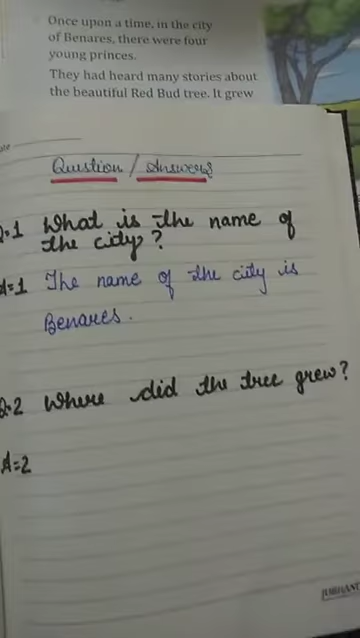 Once upon a time, in the city
of Benares, there were four
young princes.
They had heard many stories about
the beautiful Red Bud tree. It grew
Question / Answers
Q.1 What is the name of
the city?
A=1 The name of the city is
Benares.
Q.2 Where did the tree grew?
A=2